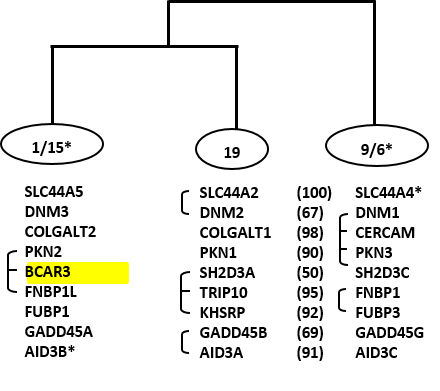 1/15* 19 9/6*
SLC44A5 SLC44A2 (100) SLC44A4*
DNM3 DNM2 (67) DNM1
COLGALT2 COLGALT1 (98) CERCAM
PKN2 PKN1 (90) PKN3
BCAR3 SH2D3A (50) SH2D3C
FNBP1L TRIP10 (95) FNBP1
FUBP1 KHSRP (92) FUBP3
GADD45A GADD45B (69) GADD45G
AID3B* AID3A (91) AID3C